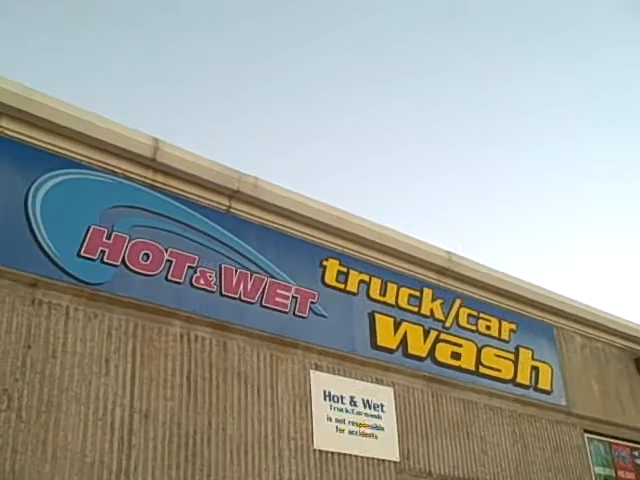 HOT & WET
truck/car
wash
Hot & Wet
Truck/Carwash
is not responsible
for accidents